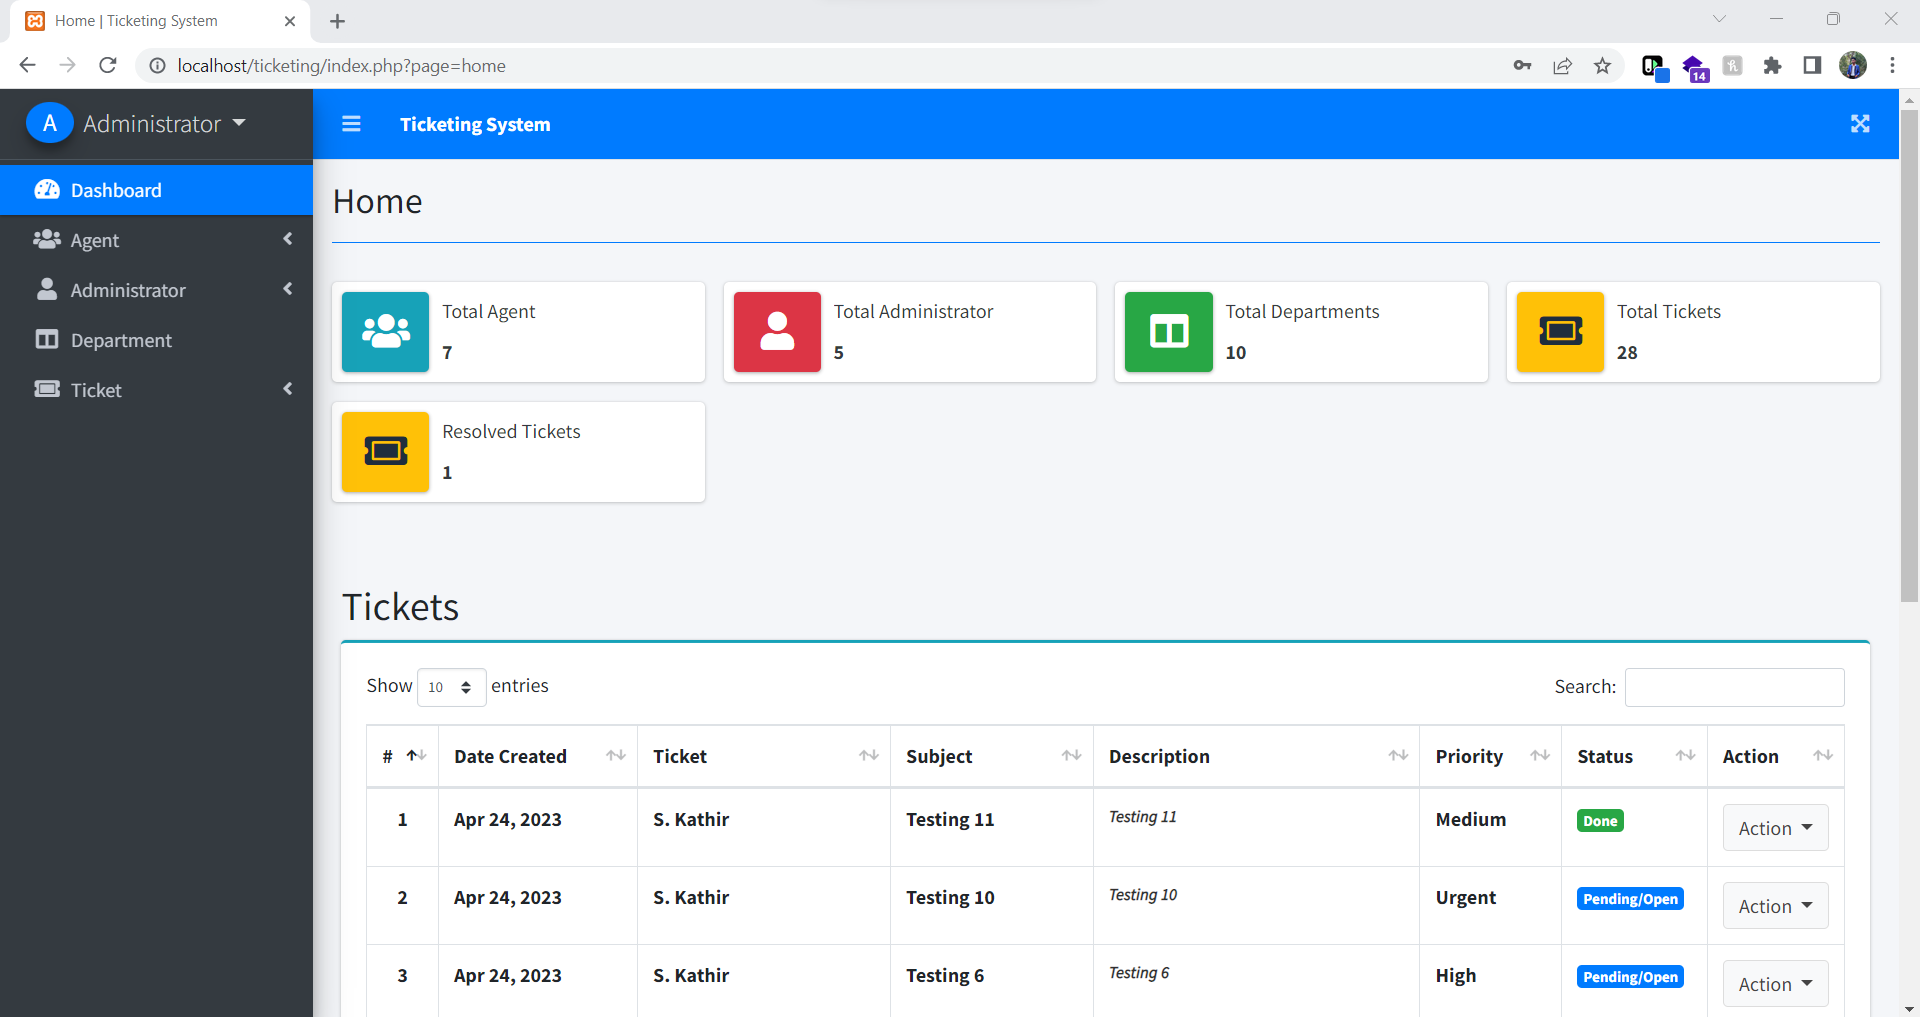 Home | Ticketing System
localhost/ticketing/index.php?page=home
14
A Administrator
Ticketing System
Dashboard
Agent
Administrator
Department
Ticket
Home
Total Agent
7
Total Administrator
5
Total Departments
10
Total Tickets
28
Resolved Tickets
1
Tickets
Show 10 entries
Search:
# Date Created Ticket Subject Description Priority Status Action
1 Apr 24, 2023 S. Kathir Testing 11 Testing 11 Medium Done Action
2 Apr 24, 2023 S. Kathir Testing 10 Testing 10 Urgent Pending/Open Action
3 Apr 24, 2023 S. Kathir Testing 6 Testing 6 High Pending/Open Action